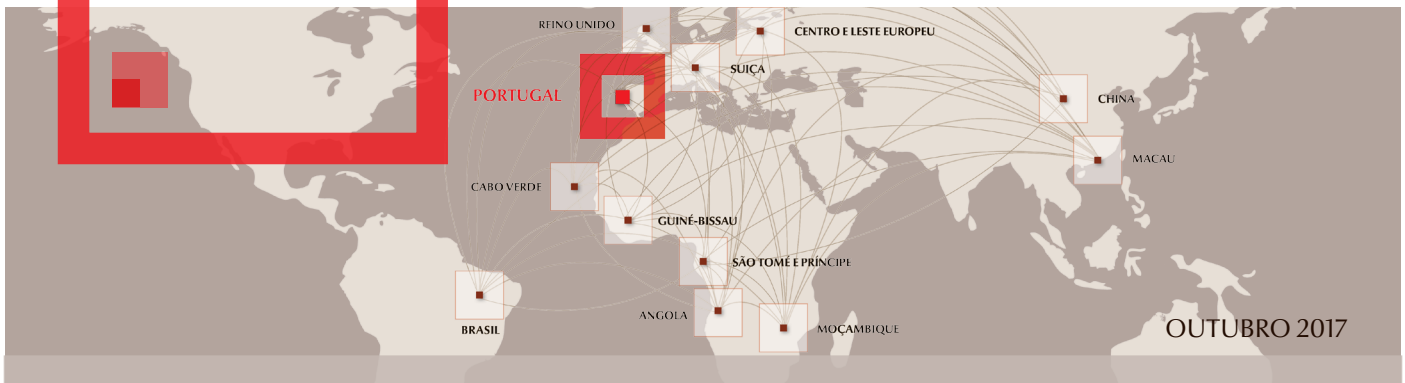 REINO UNIDO
CENTRO E LESTE EUROPEU
SUIÇA
PORTUGAL
CHINA
MACAU
CABO VERDE
GUINÉ-BISSAU
SÃO TOMÉ E PRÍNCIPE
ANGOLA
MOÇAMBIQUE
BRASIL
OUTUBRO 2017